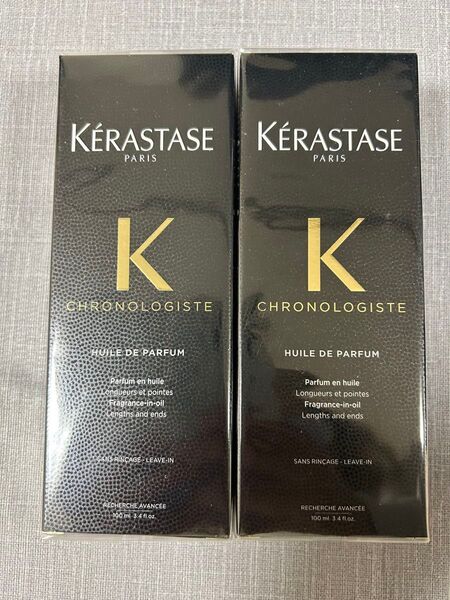 KÉRASTASE
PARIS
K
CHRONOLOGISTE
HUILE DE PARFUM
Parfum en huile
Longueurs et pointes
Fragrance-in-oil
Lengths and ends
SANS RINÇAGE - LEAVE-IN
RECHERCHE AVANCÉE
100 ml 3.4 fl.oz.
KÉRASTASE
PARIS
K
CHRONOLOGISTE
HUILE DE PARFUM
Parfum en huile
Longueurs et pointes
Fragrance-in-oil
Lengths and ends
SANS RINÇAGE - LEAVE-IN
RECHERCHE AVANCÉE
100 ml 3.4 fl.oz.